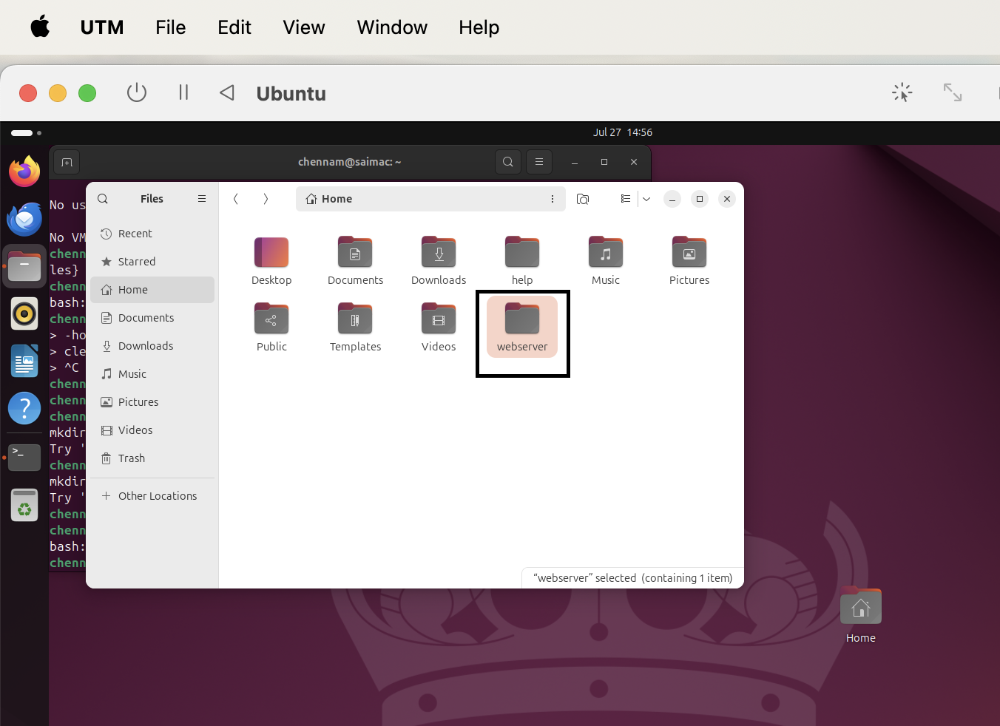 UTM File Edit View Window Help
Ubuntu
Jul 27 14:56
chennam@saimac: ~
No us
No VM
chenn
les}
chenn
bash:
chenn
> -ho
> cle
> ^C
chenn
chenn
chenn
mkdir
Try '
chenn
mkdir
Try '
chenn
chenn
bash:
chenn
>_
?
Files
Home
Recent
Starred
Home
Documents
Downloads
Music
Pictures
Videos
Trash
Other Locations
Desktop Documents Downloads help Music Pictures
Public Templates Videos webserver
“webserver” selected (containing 1 item)
Home